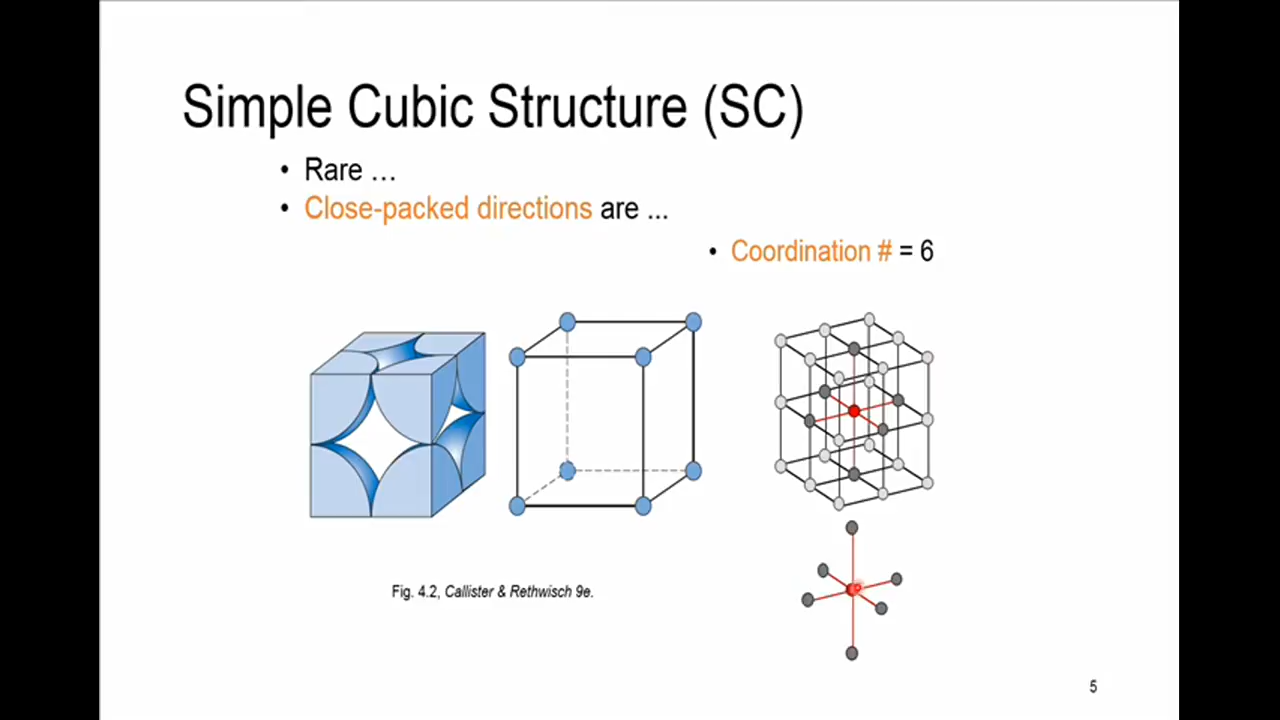 Simple Cubic Structure (SC)
• Rare …
• Close-packed directions are ...
• Coordination # = 6
Fig. 4.2, Callister & Rethwisch 9e.
5